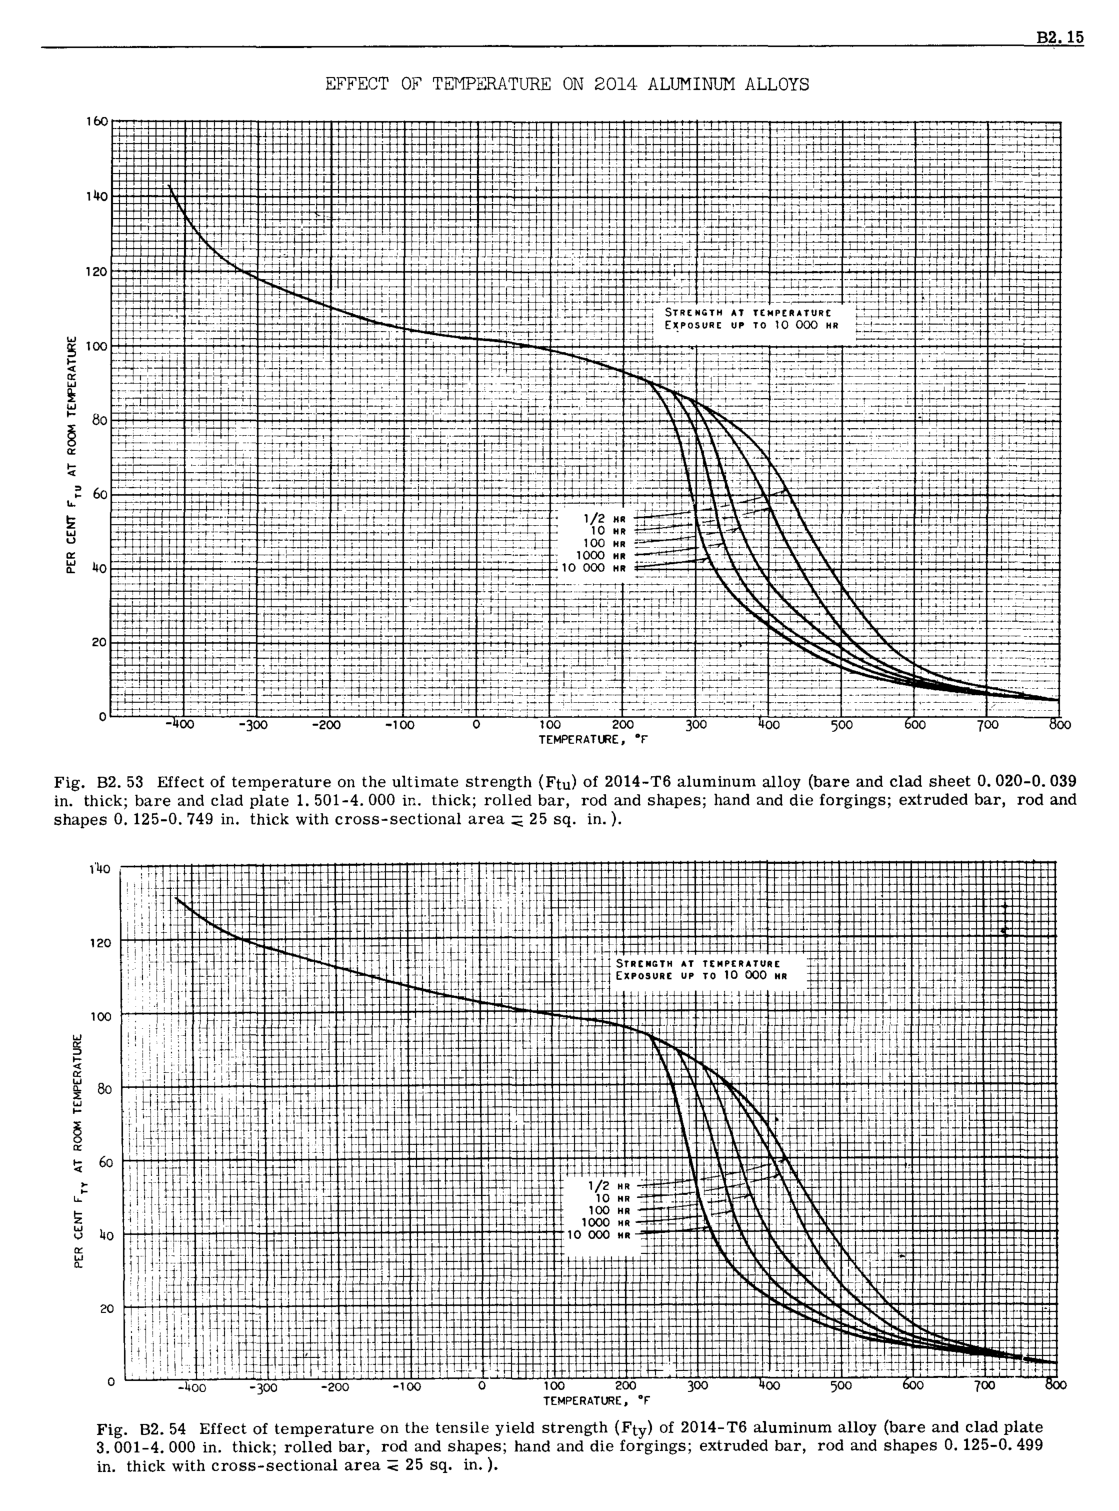 B2.15
EFFECT OF TEMPERATURE ON 2014 ALUMINUM ALLOYS
160
140
120
100
80
60
40
20
0
PER CENT FTU AT ROOM TEMPERATURE
STRENGTH AT TEMPERATURE
EXPOSURE UP TO 10 000 HR
1/2 HR
10 HR
100 HR
1000 HR
10 000 HR
-400 -300 -200 -100 0 100 200 300 400 500 600 700 800
TEMPERATURE, °F
Fig. B2.53 Effect of temperature on the ultimate strength (Ftu) of 2014-T6 aluminum alloy (bare and clad sheet 0.020-0.039
in. thick; bare and clad plate 1.501-4.000 in. thick; rolled bar, rod and shapes; hand and die forgings; extruded bar, rod and
shapes 0.125-0.749 in. thick with cross-sectional area ≤ 25 sq. in.).
140
120
100
80
60
40
20
0
PER CENT FTY AT ROOM TEMPERATURE
STRENGTH AT TEMPERATURE
EXPOSURE UP TO 10 000 HR
1/2 HR
10 HR
100 HR
1000 HR
10 000 HR
-400 -300 -200 -100 0 100 200 300 400 500 600 700 800
TEMPERATURE, °F
Fig. B2.54 Effect of temperature on the tensile yield strength (Fty) of 2014-T6 aluminum alloy (bare and clad plate
3.001-4.000 in. thick; rolled bar, rod and shapes; hand and die forgings; extruded bar, rod and shapes 0.125-0.499
in. thick with cross-sectional area ≤ 25 sq. in.).